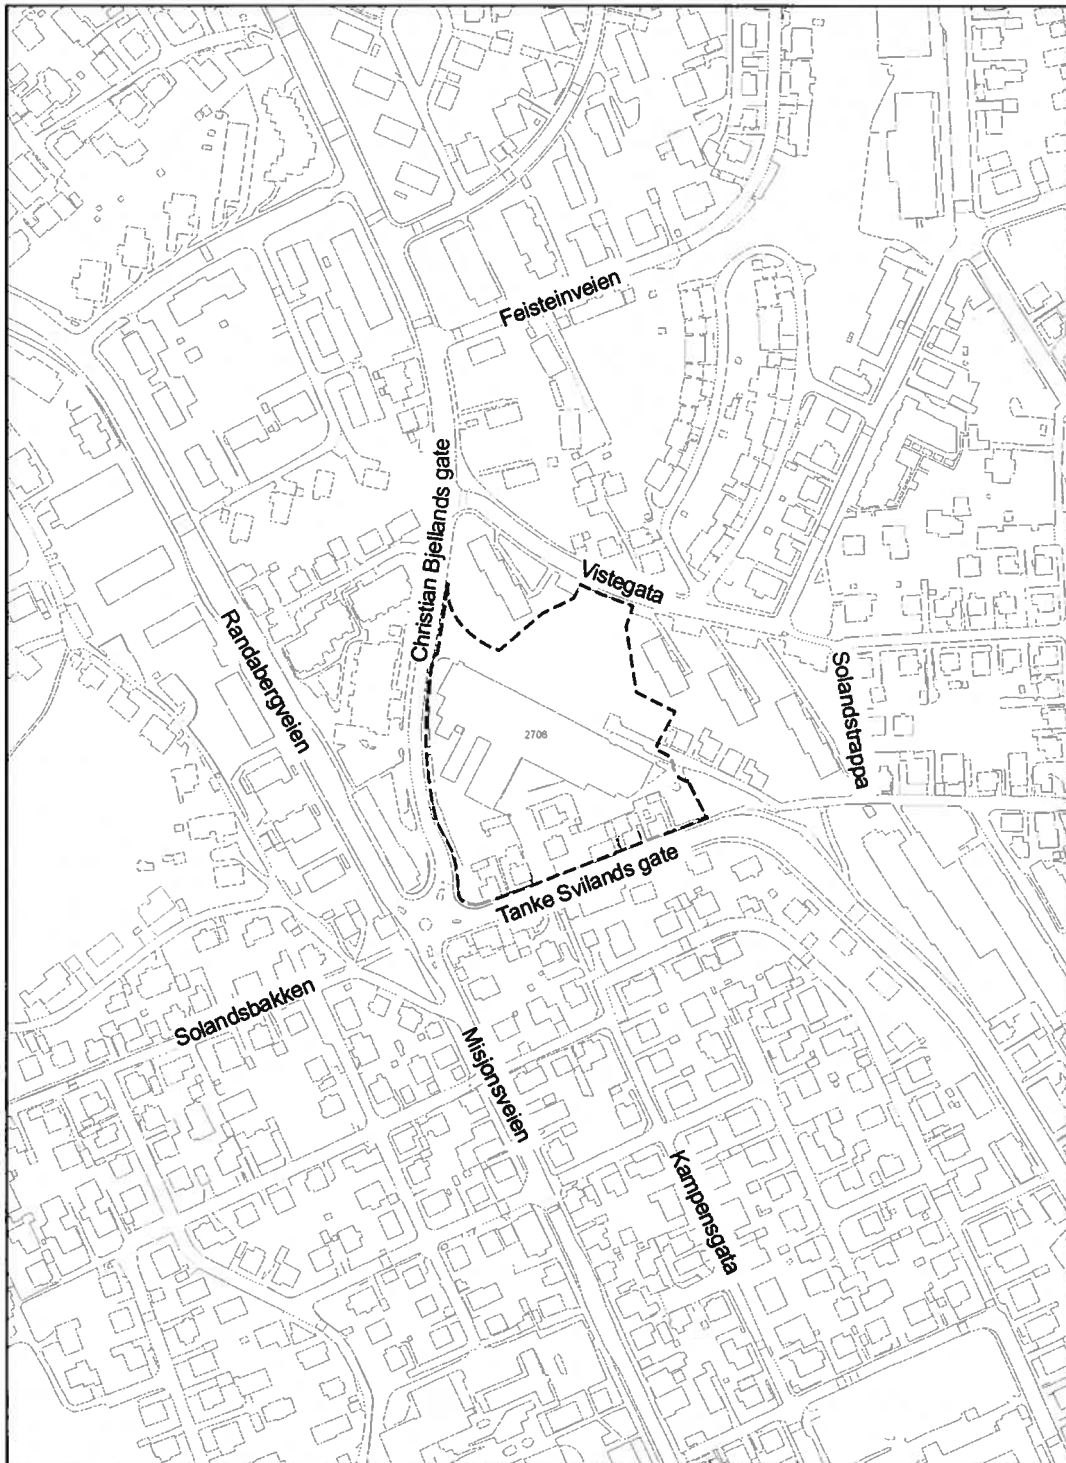 Feisteinveien
Christian Bjellands gate
Vistegata
Randabergveien
Solandstrappa
2706
Tanke Svilands gate
Solandsbakken
Misjonsveien
Kampensgata